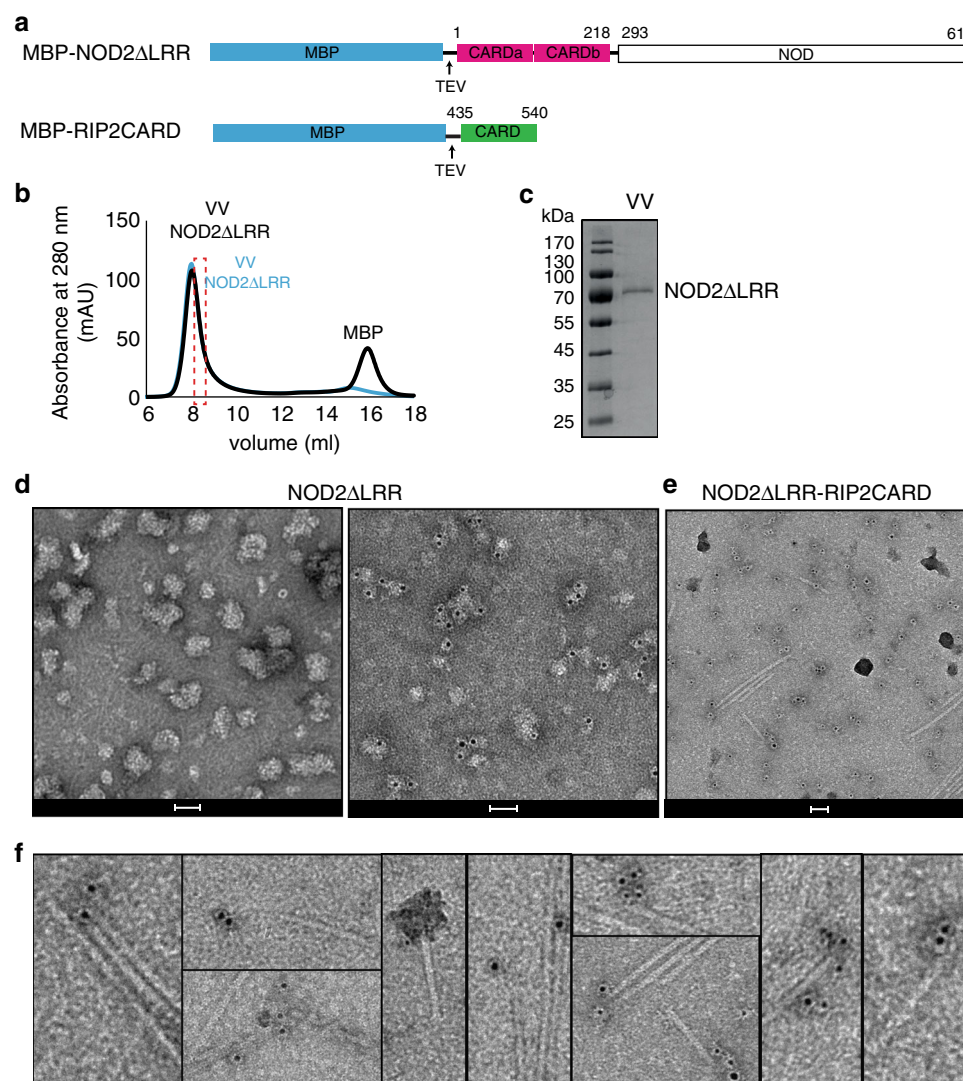 a
1 218 293 61
MBP-NOD2ΔLRR MBP CARDa CARDb NOD
TEV
435 540
MBP-RIP2CARD MBP CARD
TEV
b
VV
NOD2ΔLRR
VV
NOD2ΔLRR
MBP
Absorbance at 280 nm
(mAU)
150
100
50
0
6 8 10 12 14 16 18
volume (ml)
c
kDa VV
170
130
100
70
55
45
35
25
NOD2ΔLRR
d NOD2ΔLRR
e NOD2ΔLRR-RIP2CARD
f